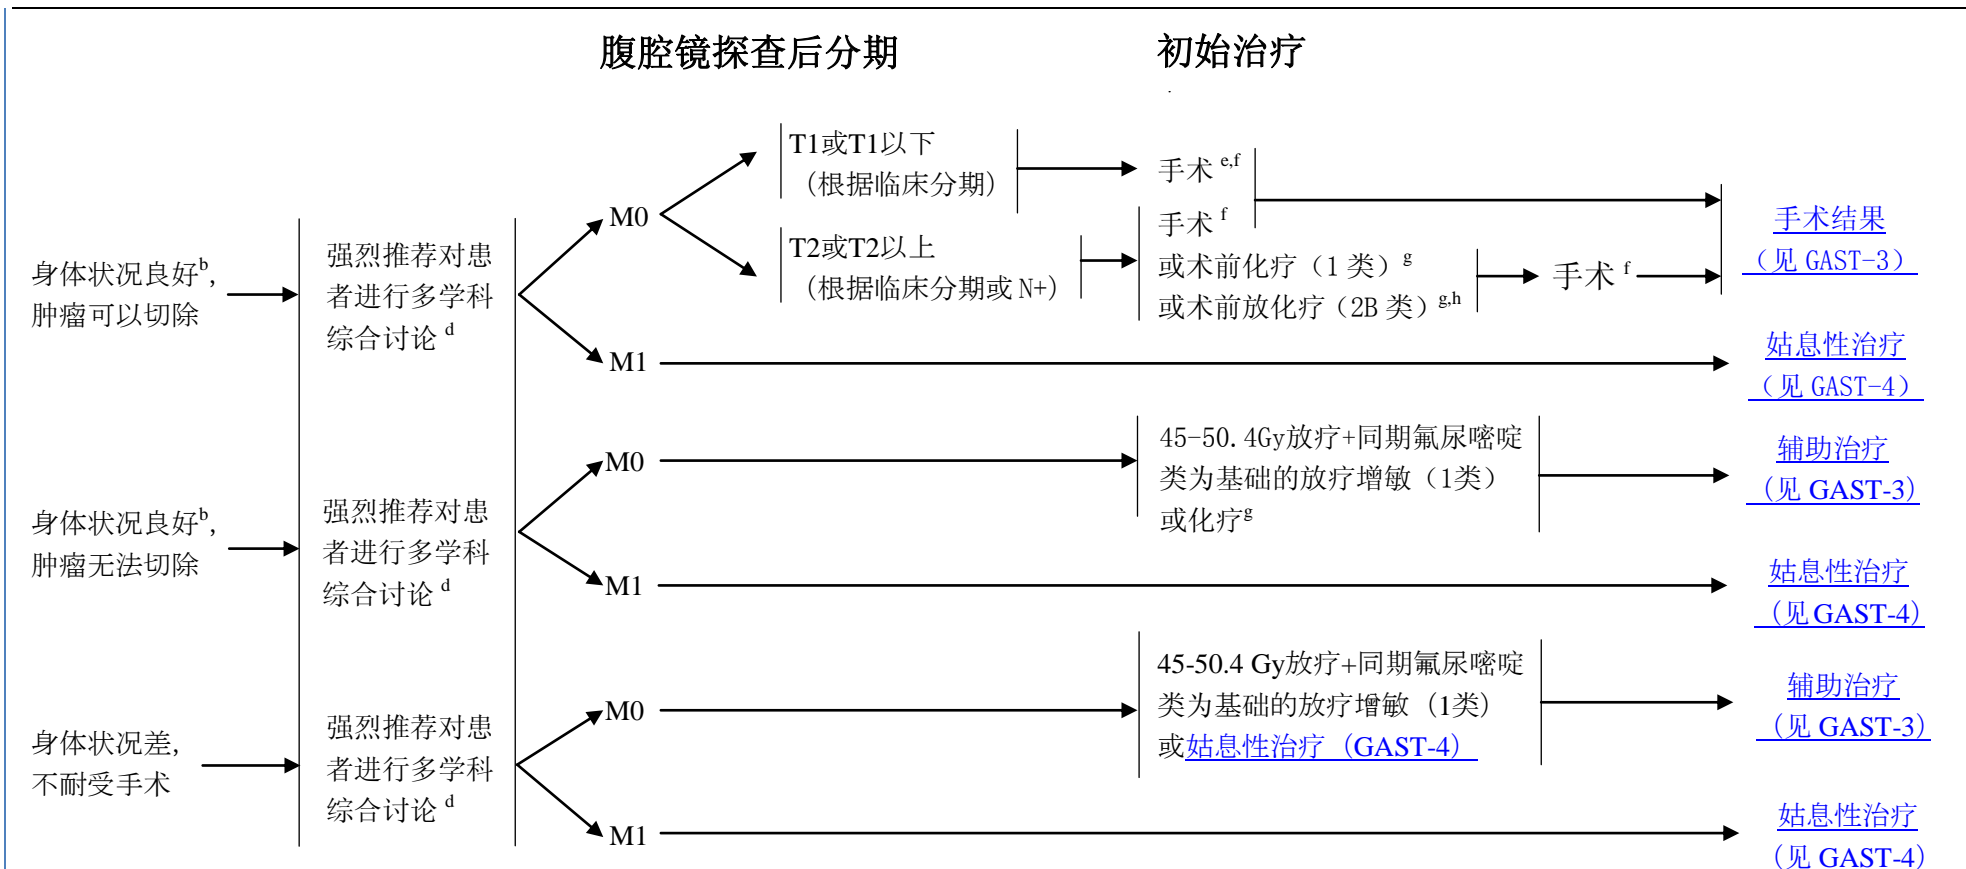 腹腔镜探查后分期
初始治疗
T1或T1以下
（根据临床分期）
手术 e,f
M0
手术 f
T2或T2以上
（根据临床分期或 N+）
或术前化疗（1 类）g
或术前放化疗（2B 类）g,h
手术 f
手术结果
（见 GAST-3）
身体状况良好b,
肿瘤可以切除
强烈推荐对患
者进行多学科
综合讨论 d
M1
姑息性治疗
（见 GAST-4）
身体状况良好b,
肿瘤无法切除
强烈推荐对患
者进行多学科
综合讨论 d
M0
45-50.4Gy放疗+同期氟尿嘧啶
类为基础的放疗增敏（1类）
或化疗g
辅助治疗
（见 GAST-3）
M1
姑息性治疗
（见 GAST-4）
身体状况差,
不耐受手术
强烈推荐对患
者进行多学科
综合讨论 d
M0
45-50.4 Gy放疗+同期氟尿嘧啶
类为基础的放疗增敏（1类）
或姑息性治疗（GAST-4）
辅助治疗
（见 GAST-3）
M1
姑息性治疗
（见 GAST-4）